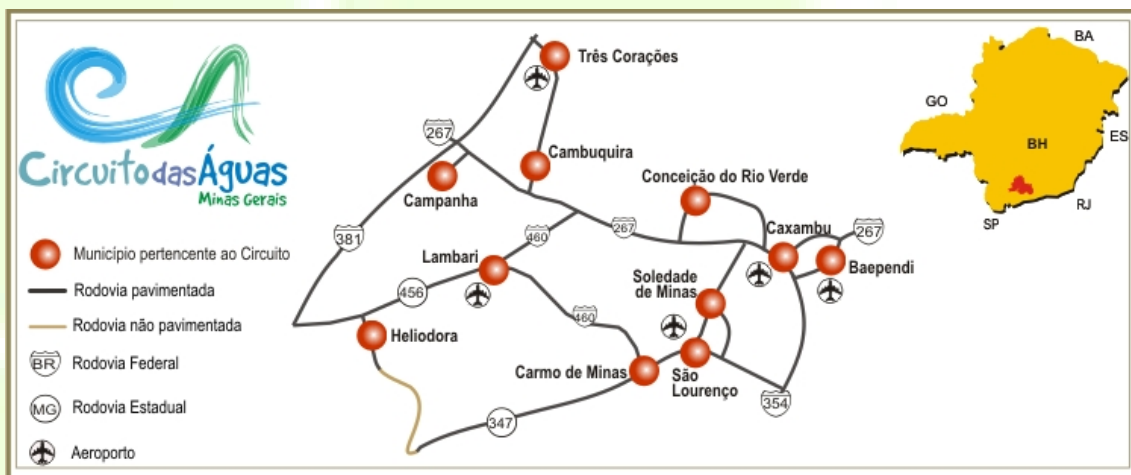 Circuito das Águas
Minas Gerais
Município pertencente ao Circuito
Rodovia pavimentada
Rodovia não pavimentada
BR Rodovia Federal
MG Rodovia Estadual
Aeroporto
Três Corações
267
Cambuquira
Campanha
Conceição do Rio Verde
381
460
267
Caxambu
267
Lambari
Baependi
Soledade
de Minas
456
460
Heliodora
Carmo de Minas
São
Lourenço
354
347
BA
GO
ES
BH
RJ
SP